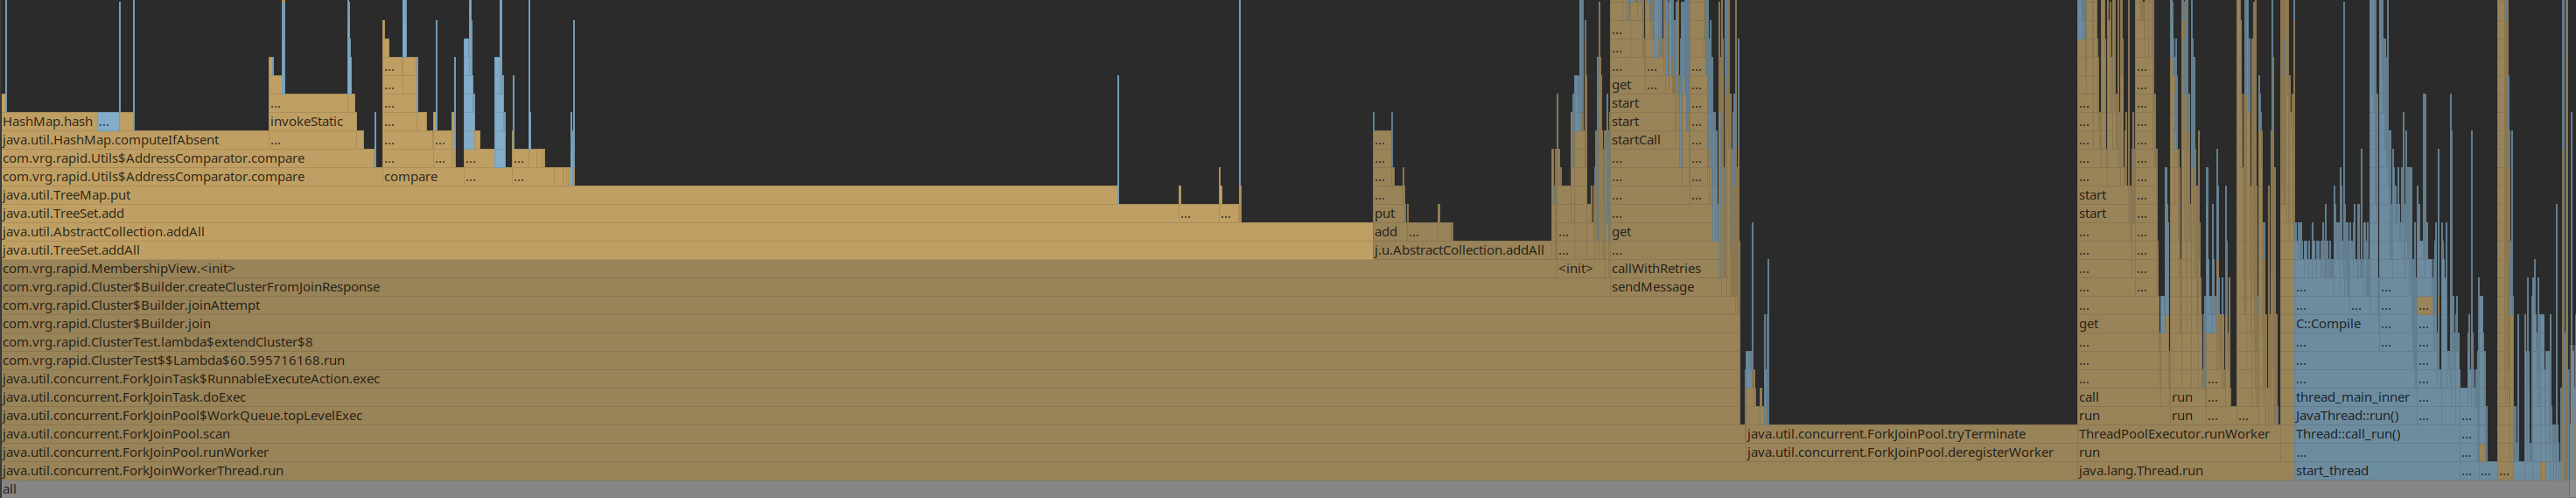 ... ...
...
... get ... ...
... ... start ...
HashMap.hash ... invokeStatic ... start ... ...
java.util.HashMap.computeIfAbsent ... ... ... ... startCall ... ...
com.vrg.rapid.Utils$AddressComparator.compare ... ... ... ... ... ... ... ... ...
com.vrg.rapid.Utils$AddressComparator.compare compare ... ... ... ... ... ... ...
java.util.TreeMap.put ... ... ... start ...
java.util.TreeSet.add ... ... put ... start ...
java.util.AbstractCollection.addAll add ... ... get ... ...
java.util.TreeSet.addAll j.u.AbstractCollection.addAll ... ... ... ...
com.vrg.rapid.MembershipView.<init> <init> callWithRetries ... ...
com.vrg.rapid.Cluster$Builder.createClusterFromJoinResponse sendMessage ... ... ... ... ...
com.vrg.rapid.Cluster$Builder.joinAttempt ... ... ... ... ...
com.vrg.rapid.Cluster$Builder.join get C::Compile ... ...
com.vrg.rapid.ClusterTest.lambda$extendCluster$8 ... ... ... ...
com.vrg.rapid.ClusterTest$$Lambda$60.595716168.run ... ... ...
java.util.concurrent.ForkJoinTask$RunnableExecuteAction.exec ... ... ... ...
java.util.concurrent.ForkJoinTask.doExec call run ... thread_main_inner ...
java.util.concurrent.ForkJoinPool$WorkQueue.topLevelExec run run ... ... JavaThread::run() ... ...
java.util.concurrent.ForkJoinPool.scan java.util.concurrent.ForkJoinPool.tryTerminate ThreadPoolExecutor.runWorker Thread::call_run() ...
java.util.concurrent.ForkJoinPool.runWorker java.util.concurrent.ForkJoinPool.deregisterWorker run ... ...
java.util.concurrent.ForkJoinWorkerThread.run java.lang.Thread.run start_thread ... ... ...
all